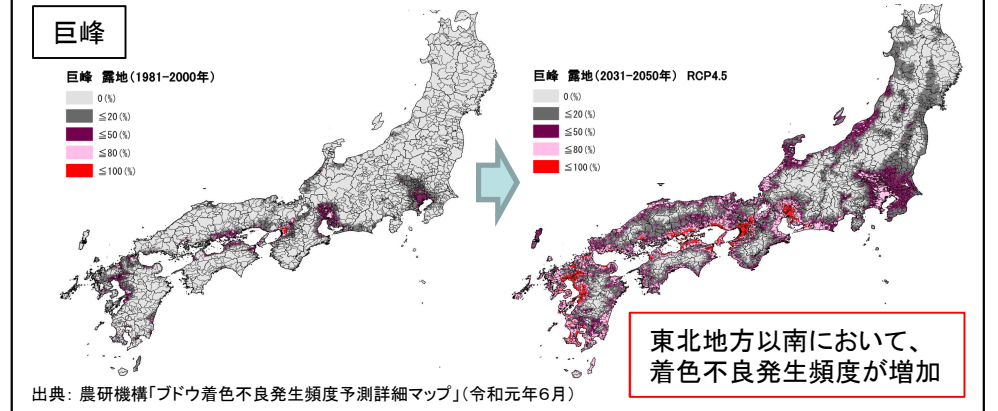 巨峰
巨峰 露地(1981-2000年)
0(%)
≦20(%)
≦50(%)
≦80(%)
≦100(%)
巨峰 露地(2031-2050年) RCP4.5
0(%)
≦20(%)
≦50(%)
≦80(%)
≦100(%)
東北地方以南において、
着色不良発生頻度が増加
出典: 農研機構「ブドウ着色不良発生頻度予測詳細マップ」(令和元年6月)